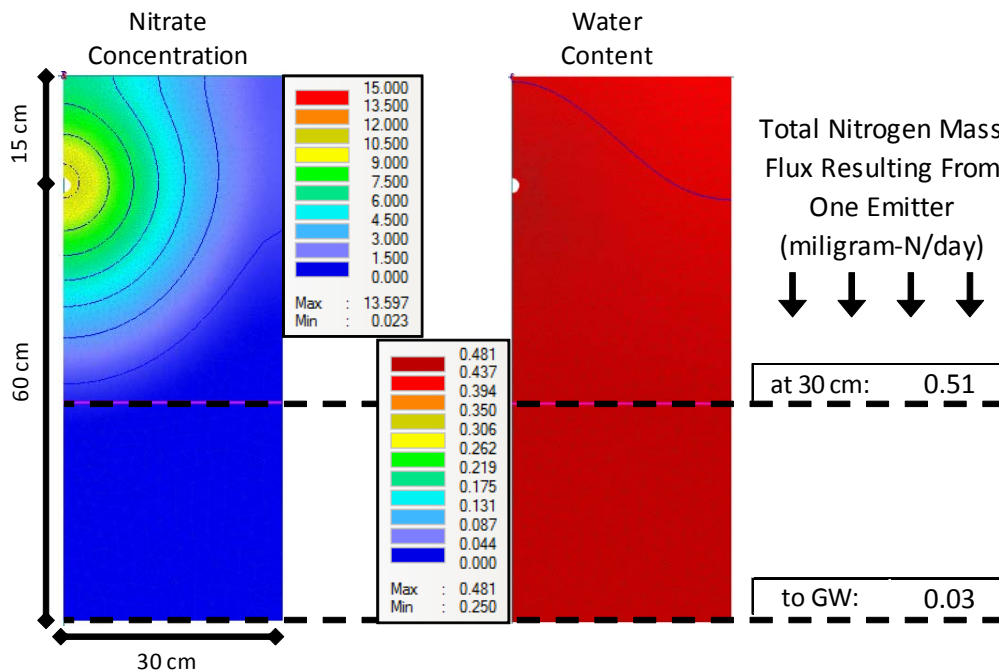 Nitrate
Concentration
Water
Content
15 cm
60 cm
30 cm
15.000
13.500
12.000
10.500
9.000
7.500
6.000
4.500
3.000
1.500
0.000
Max : 13.597
Min : 0.023
0.481
0.437
0.394
0.350
0.306
0.262
0.219
0.175
0.131
0.087
0.044
0.000
Max : 0.481
Min : 0.250
Total Nitrogen Mass
Flux Resulting From
One Emitter
(miligram-N/day)
at 30 cm: 0.51
to GW: 0.03